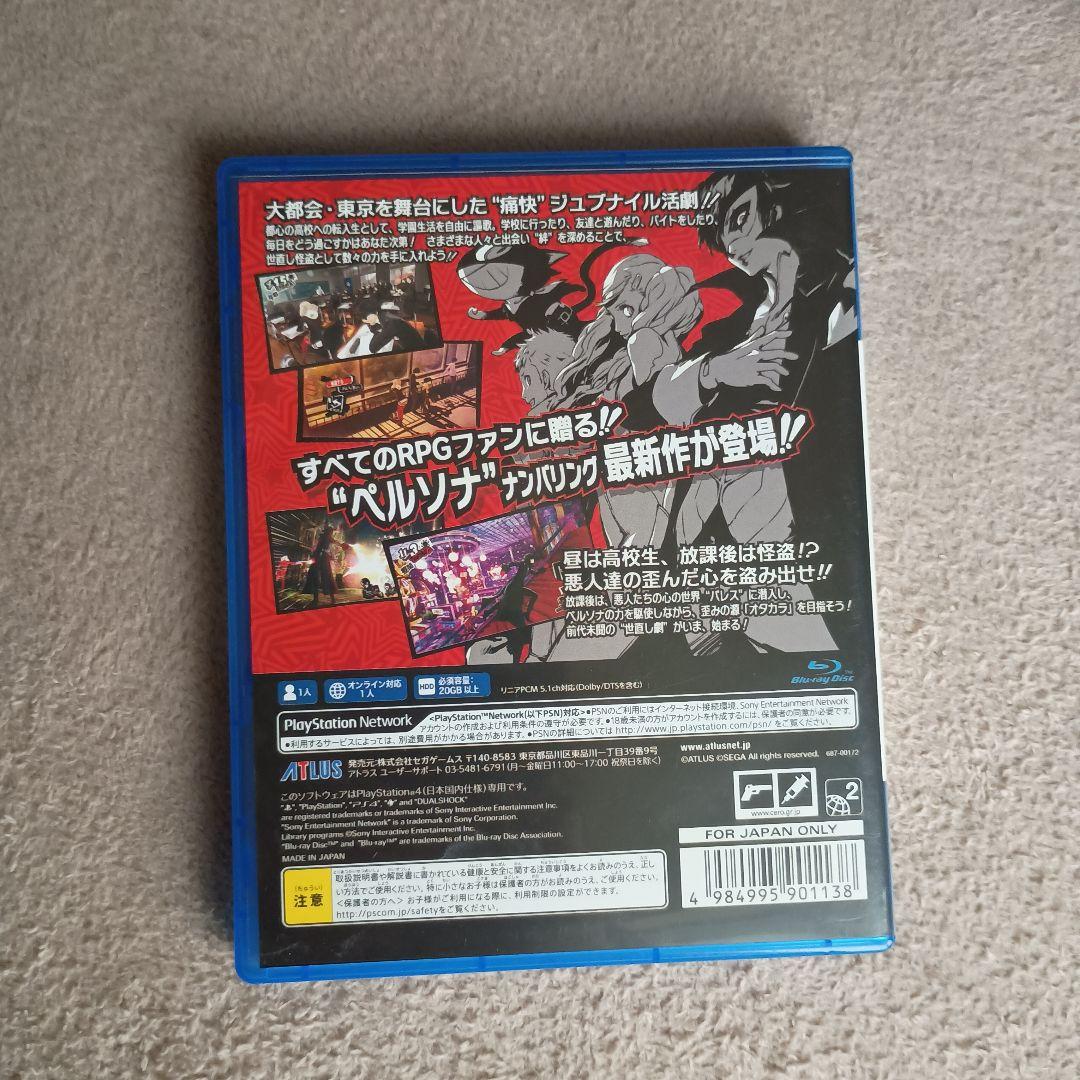 大都会・東京を舞台にした“痛快”ジュブナイル活劇!!
都心の高校への転入生として、学園生活を自由に謳歌。学校に行ったり、友達と遊んだり、バイトをしたり、
毎日をどう過ごすかはあなた次第! さまざまな人々と出会い“絆”を深めることで、
世直し怪盗として数々の力を手に入れよう!!
すべてのRPGファンに贈る!!
“ペルソナ”ナンバリング最新作が登場!!
昼は高校生、放課後は怪盗!?
悪人達の歪んだ心を盗み出せ!!
放課後は、悪人たちの心の世界“パレス”に潜入し、
ペルソナの力を駆使しながら、歪みの源「オタカラ」を目指そう!
前代未聞の“世直し劇”がいま、始まる!
Blu-ray Disc
1人
オンライン対応
1人
HDD
必須容量:
20GB以上
リニアPCM 5.1ch対応(Dolby/DTSを含む)
PlayStation Network
<PlayStation™Network(以下PSN)対応>●PSNのご利用にはインターネット接続環境、Sony Entertainment Network
アカウントの作成および利用条件の遵守が必要です。●18歳未満の方がアカウントを作成するには、保護者の同意が必要です。
●利用するサービスによっては、別途費用がかかる場合があります。●PSNの詳細については http://www.jp.playstation.com/psn/ をご覧ください。
ATLUS
発売元:株式会社セガゲームス 〒140-8583 東京都品川区東品川一丁目39番9号
アトラス ユーザーサポート 03-5481-6791(月~金曜日11:00~17:00 祝祭日を除く)
www.atlusnet.jp
©ATLUS ©SEGA All rights reserved. 687-00172
このソフトウェアはPlayStation®4(日本国内仕様)専用です。
"PlayStation", "PS4", and "DUALSHOCK"
are registered trademarks or trademarks of Sony Interactive Entertainment Inc.
"Sony Entertainment Network" is a trademark of Sony Corporation.
Library programs ©Sony Interactive Entertainment Inc.
"Blu-ray Disc™" and "Blu-ray™" are trademarks of the Blu-ray Disc Association.
MADE IN JAPAN
www.cero.gr.jp
2
FOR JAPAN ONLY
4 984995 901138
(ちゅうい)
注意
取扱説明書や解説書に書かれている健康と安全に関する注意事項をよくお読みのうえ、正し
い方法でご使用ください。特に小さなお子様は保護者の方がお読みのうえ、ご使用ください。
<保護者の方へ> お子様がご利用になる際に、利用制限の設定ができます。
http://pscom.jp/safetyをご覧ください。